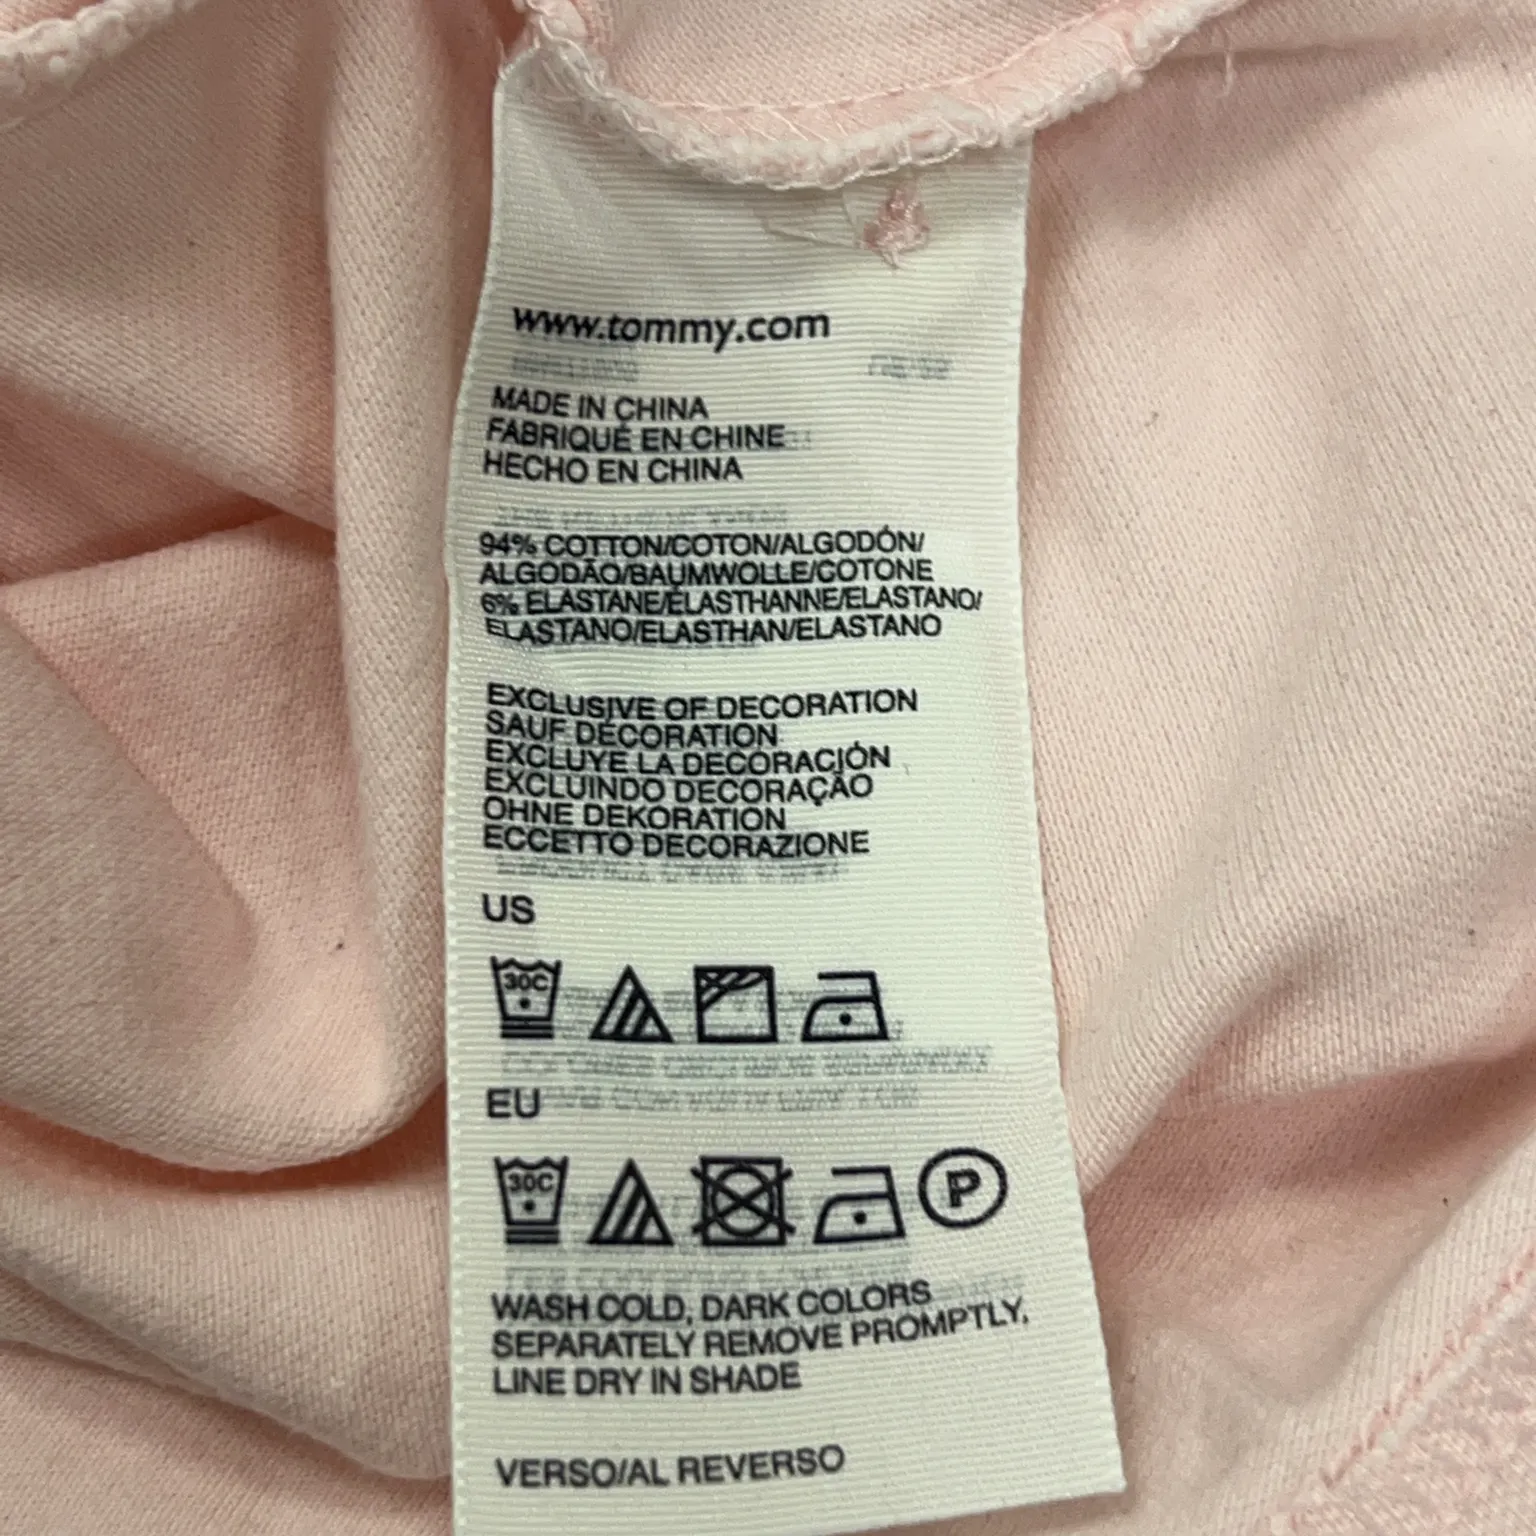 www.tommy.com
MADE IN CHINA
FABRIQUÉ EN CHINE
HECHO EN CHINA
94% COTTON/COTON/ALGODÓN/
ALGODÃO/BAUMWOLLE/COTONE
6% ELASTANE/ÉLASTHANNE/ELASTANO/
ELASTANO/ELASTHAN/ELASTANO
EXCLUSIVE OF DECORATION
SAUF DÉCORATION
EXCLUYE LA DECORACIÓN
EXCLUINDO DECORAÇÃO
OHNE DEKORATION
ECCETTO DECORAZIONE
US
30C
EU
30C P
WASH COLD, DARK COLORS
SEPARATELY REMOVE PROMPTLY,
LINE DRY IN SHADE
VERSO/AL REVERSO